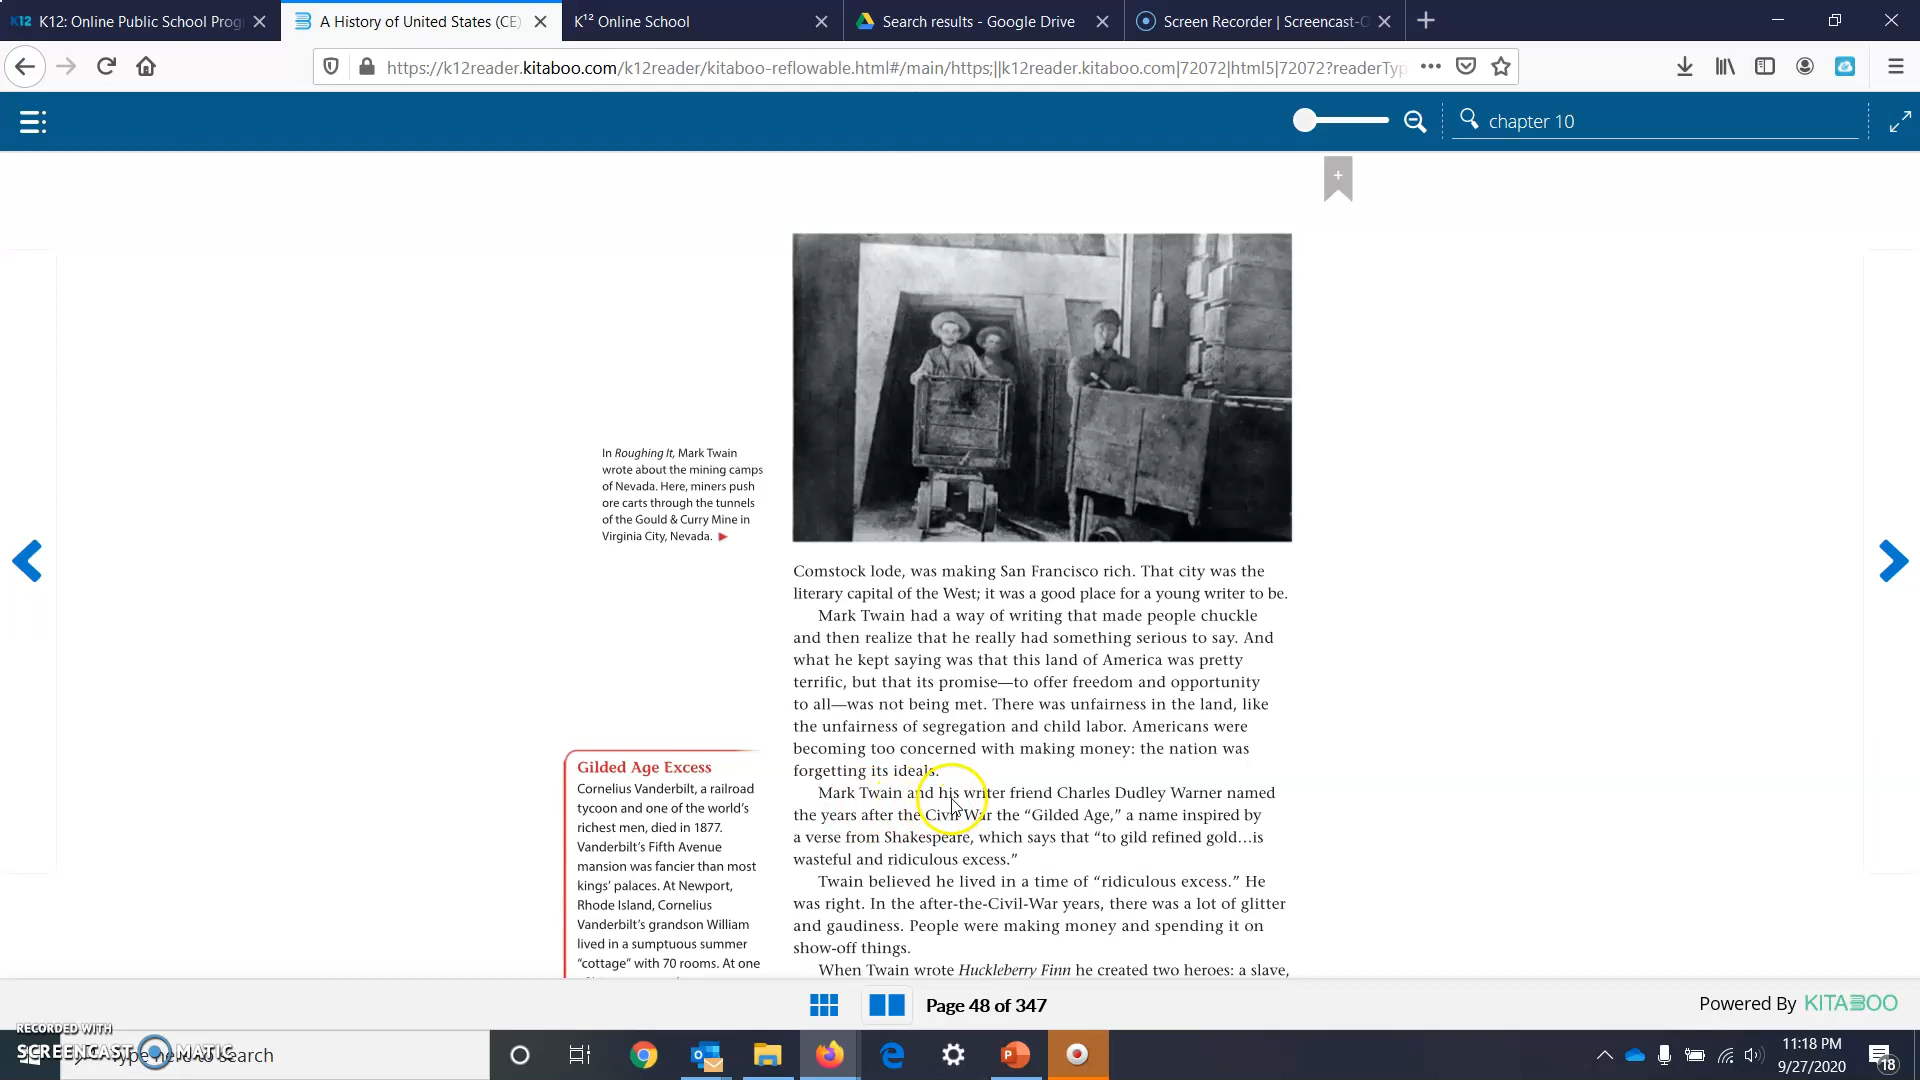 K12: Online Public School Prog
A History of United States (CE)
K¹² Online School
Search results - Google Drive
Screen Recorder | Screencast-O
https://k12reader.kitaboo.com/k12reader/kitaboo-reflowable.html#/main/https;||k12reader.kitaboo.com|72072|html5|72072?readerTyp
chapter 10
In Roughing It, Mark Twain
wrote about the mining camps
of Nevada. Here, miners push
ore carts through the tunnels
of the Gould & Curry Mine in
Virginia City, Nevada.
Comstock lode, was making San Francisco rich. That city was the
literary capital of the West; it was a good place for a young writer to be.
Mark Twain had a way of writing that made people chuckle
and then realize that he really had something serious to say. And
what he kept saying was that this land of America was pretty
terrific, but that its promise—to offer freedom and opportunity
to all—was not being met. There was unfairness in the land, like
the unfairness of segregation and child labor. Americans were
becoming too concerned with making money: the nation was
forgetting its ideals.
Mark Twain and his writer friend Charles Dudley Warner named
the years after the Civil War the “Gilded Age,” a name inspired by
a verse from Shakespeare, which says that “to gild refined gold...is
wasteful and ridiculous excess.”
Twain believed he lived in a time of “ridiculous excess.” He
was right. In the after-the-Civil-War years, there was a lot of glitter
and gaudiness. People were making money and spending it on
show-off things.
When Twain wrote Huckleberry Finn he created two heroes: a slave,
Gilded Age Excess
Cornelius Vanderbilt, a railroad
tycoon and one of the world’s
richest men, died in 1877.
Vanderbilt’s Fifth Avenue
mansion was fancier than most
kings’ palaces. At Newport,
Rhode Island, Cornelius
Vanderbilt’s grandson William
lived in a sumptuous summer
“cottage” with 70 rooms. At one
Page 48 of 347
Powered By KITABOO
RECORDED WITH
SCREENCAST MATIC
Type here to search
11:18 PM
9/27/2020
18